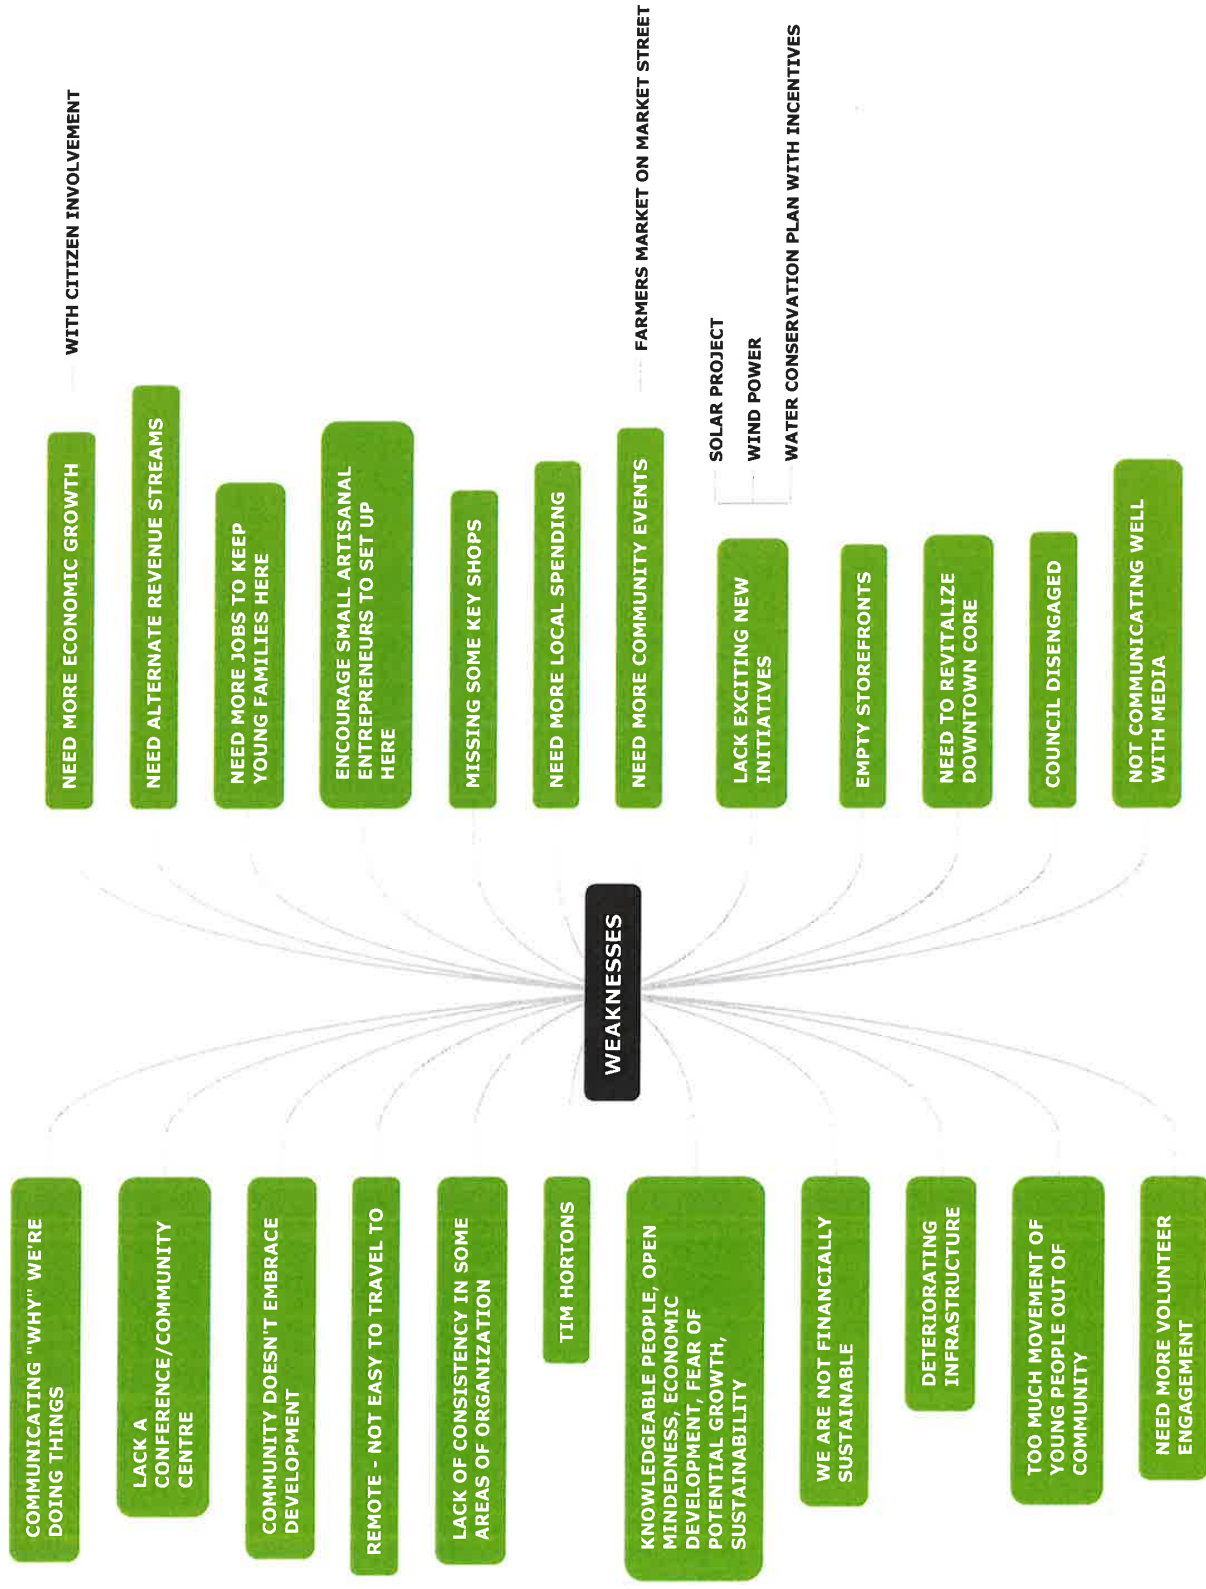 COMMUNICATING "WHY" WE'RE
DOING THINGS
LACK A
CONFERENCE/COMMUNITY
CENTRE
COMMUNITY DOESN'T EMBRACE
DEVELOPMENT
REMOTE - NOT EASY TO TRAVEL TO
LACK OF CONSISTENCY IN SOME
AREAS OF ORGANIZATION
TIM HORTONS
KNOWLEDGEABLE PEOPLE, OPEN
MINDEDNESS, ECONOMIC
DEVELOPMENT, FEAR OF
POTENTIAL GROWTH,
SUSTAINABILITY
WE ARE NOT FINANCIALLY
SUSTAINABLE
DETERIORATING
INFRASTRUCTURE
TOO MUCH MOVEMENT OF
YOUNG PEOPLE OUT OF
COMMUNITY
NEED MORE VOLUNTEER
ENGAGEMENT
WEAKNESSES
NEED MORE ECONOMIC GROWTH
WITH CITIZEN INVOLVEMENT
NEED ALTERNATE REVENUE STREAMS
NEED MORE JOBS TO KEEP
YOUNG FAMILIES HERE
ENCOURAGE SMALL ARTISANAL
ENTREPRENEURS TO SET UP
HERE
MISSING SOME KEY SHOPS
NEED MORE LOCAL SPENDING
NEED MORE COMMUNITY EVENTS
FARMERS MARKET ON MARKET STREET
LACK EXCITING NEW
INITIATIVES
SOLAR PROJECT
WIND POWER
WATER CONSERVATION PLAN WITH INCENTIVES
EMPTY STOREFRONTS
NEED TO REVITALIZE
DOWNTOWN CORE
COUNCIL DISENGAGED
NOT COMMUNICATING WELL
WITH MEDIA